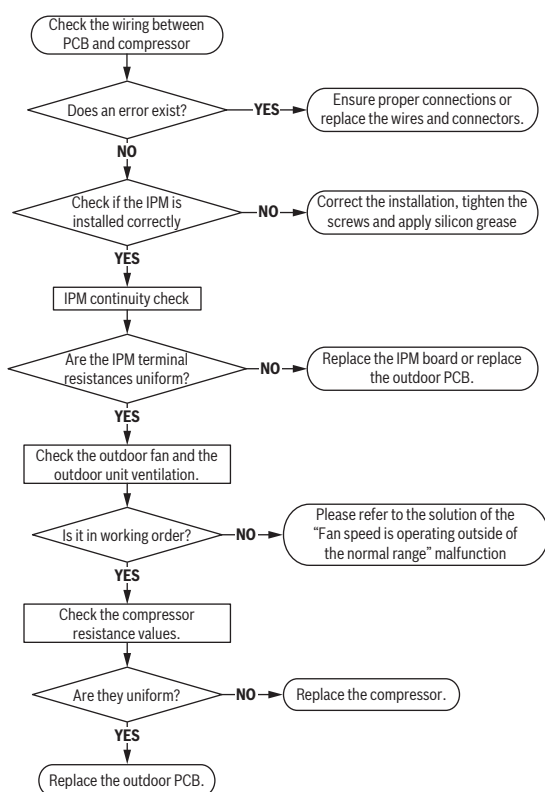 Check the wiring between
PCB and compressor
Does an error exist?
YES
Ensure proper connections or
replace the wires and connectors.
NO
Check if the IPM is
installed correctly
NO
Correct the installation, tighten the
screws and apply silicon grease
YES
IPM continuity check
Are the IPM terminal
resistances uniform?
NO
Replace the IPM board or replace
the outdoor PCB.
YES
Check the outdoor fan and the
outdoor unit ventilation.
Is it in working order?
NO
Please refer to the solution of the
“Fan speed is operating outside of
the normal range” malfunction
YES
Check the compressor
resistance values.
Are they uniform?
NO
Replace the compressor.
YES
Replace the outdoor PCB.